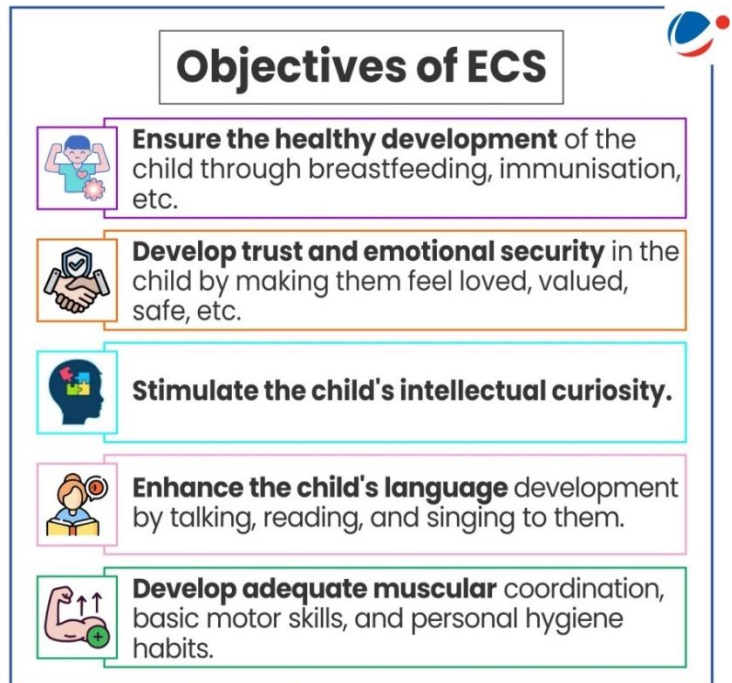 Objectives of ECS
Ensure the healthy development of the
child through breastfeeding, immunisation,
etc.
Develop trust and emotional security in the
child by making them feel loved, valued,
safe, etc.
Stimulate the child's intellectual curiosity.
Enhance the child's language development
by talking, reading, and singing to them.
Develop adequate muscular coordination,
basic motor skills, and personal hygiene
habits.